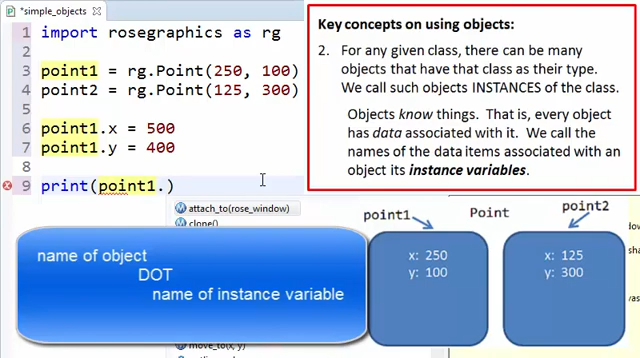 *simple_objects
1 import rosegraphics as rg
2
3 point1 = rg.Point(250, 100)
4 point2 = rg.Point(125, 300)
5
6 point1.x = 500
7 point1.y = 400
8
9 print(point1.)
Key concepts on using objects:
2. For any given class, there can be many
objects that have that class as their type.
We call such objects INSTANCES of the class.
Objects know things. That is, every object
has data associated with it. We call the
names of the data items associated with an
object its instance variables.
attach_to(rose_window)
clone()
name of object
DOT
name of instance variable
move_to(x, y)
point1
Point
point2
x: 250
y: 100
x: 125
y: 300